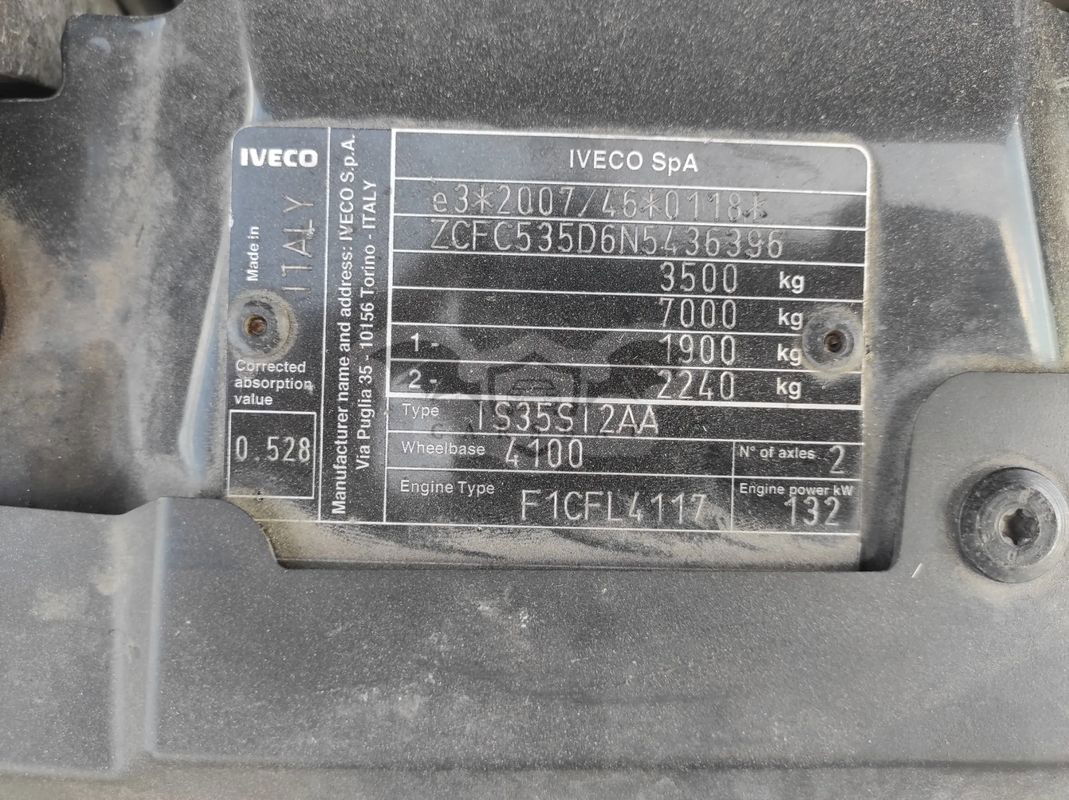 IVECO
Made in
ITALY
Corrected
absorption
value
0.528
Manufacturer name and address: IVECO S.p.A.
Via Puglia 35 - 10156 Torino - ITALY
IVECO SpA
e3*2007/46*0118*
ZCFC535D6N5436396
3500 kg
7000 kg
1- 1900 kg
2- 2240 kg
Type IS35SI2AA
Wheelbase 4100
N° of axles 2
Engine Type F1CFL4117
Engine power kW 132